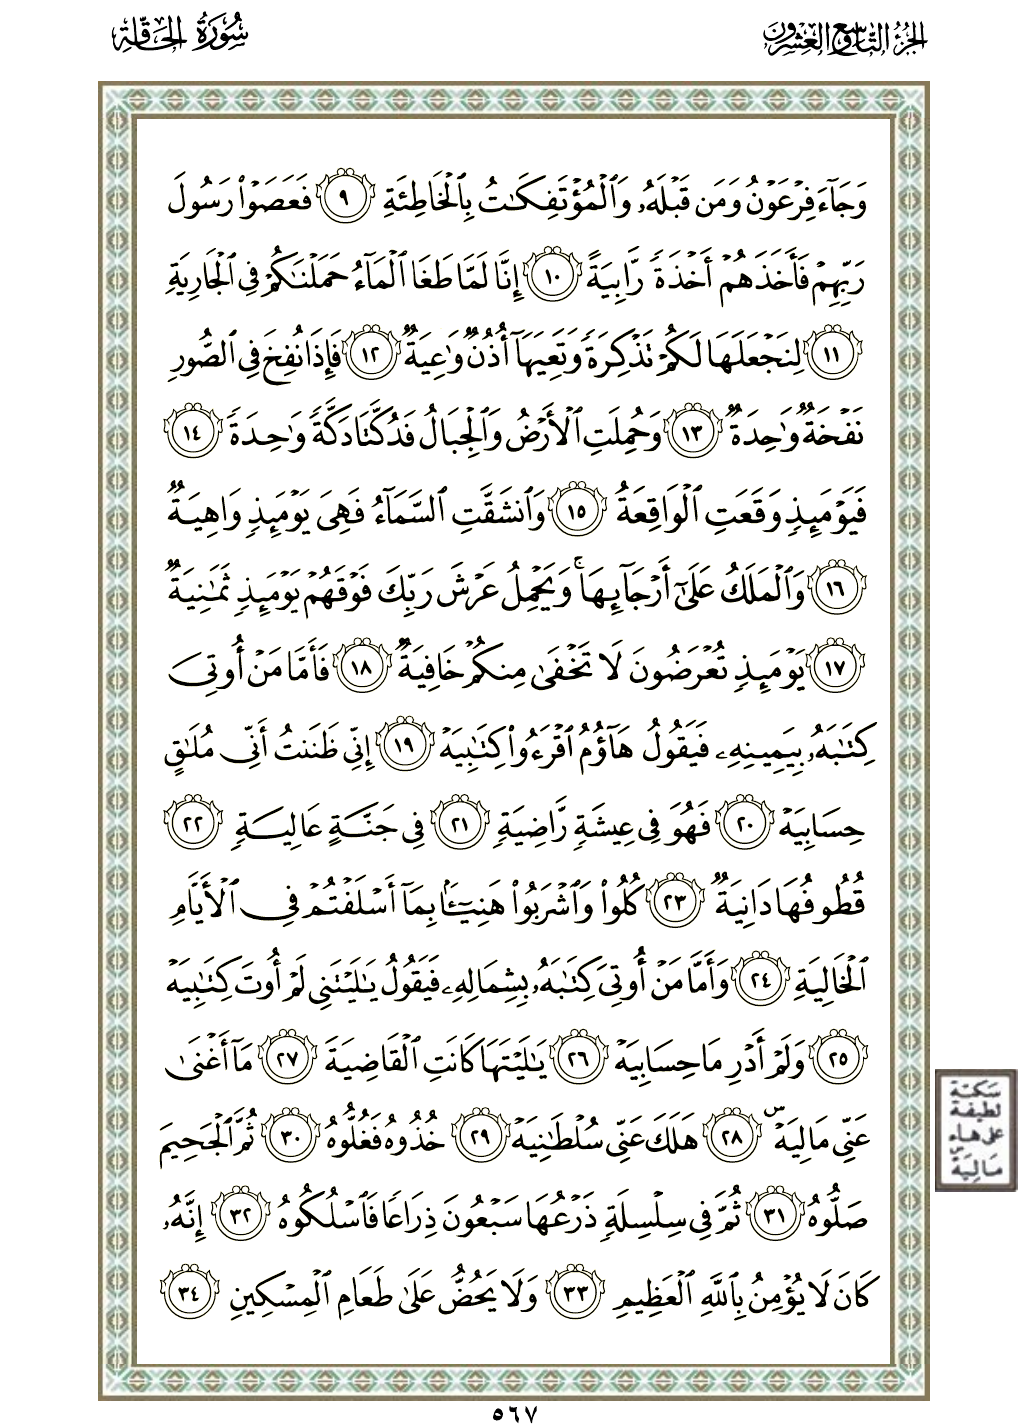 الجزء التاسع والعشرون
سورة الحاقة
وَجَآءَ فِرۡعَوۡنُ وَمَن قَبۡلَهُۥ وَٱلۡمُؤۡتَفِكَٰتُ بِٱلۡخَاطِئَةِ ٩ فَعَصَوۡاْ رَسُولَ
رَبِّهِمۡ فَأَخَذَهُمۡ أَخۡذَةٗ رَّابِيَةً ١٠ إِنَّا لَمَّا طَغَا ٱلۡمَآءُ حَمَلۡنَٰكُمۡ فِي ٱلۡجَارِيَةِ
١١ لِنَجۡعَلَهَا لَكُمۡ تَذۡكِرَةٗ وَتَعِيَهَآ أُذُنٞ وَٰعِيَةٞ ١٢ فَإِذَا نُفِخَ فِي ٱلصُّورِ
نَفۡخَةٞ وَٰحِدَةٞ ١٣ وَحُمِلَتِ ٱلۡأَرۡضُ وَٱلۡجِبَالُ فَدُكَّتَا دَكَّةٗ وَٰحِدَةٗ ١٤
فَيَوۡمَئِذٖ وَقَعَتِ ٱلۡوَاقِعَةُ ١٥ وَٱنشَقَّتِ ٱلسَّمَآءُ فَهِيَ يَوۡمَئِذٖ وَاهِيَةٞ
١٦ وَٱلۡمَلَكُ عَلَىٰٓ أَرۡجَآئِهَاۚ وَيَحۡمِلُ عَرۡشَ رَبِّكَ فَوۡقَهُمۡ يَوۡمَئِذٖ ثَمَٰنِيَةٞ
١٧ يَوۡمَئِذٖ تُعۡرَضُونَ لَا تَخۡفَىٰ مِنكُمۡ خَافِيَةٞ ١٨ فَأَمَّا مَنۡ أُوتِيَ
كِتَٰبَهُۥ بِيَمِينِهِۦ فَيَقُولُ هَآؤُمُ ٱقۡرَءُواْ كِتَٰبِيَهۡ ١٩ إِنِّي ظَنَنتُ أَنِّي مُلَٰقٍ
حِسَابِيَهۡ ٢٠ فَهُوَ فِي عِيشَةٖ رَّاضِيَةٖ ٢١ فِي جَنَّةٍ عَالِيَةٖ ٢٢
قُطُوفُهَا دَانِيَةٞ ٢٣ كُلُواْ وَٱشۡرَبُواْ هَنِيٓـَٔۢا بِمَآ أَسۡلَفۡتُمۡ فِي ٱلۡأَيَّامِ
ٱلۡخَالِيَةِ ٢٤ وَأَمَّا مَنۡ أُوتِيَ كِتَٰبَهُۥ بِشِمَالِهِۦ فَيَقُولُ يَٰلَيۡتَنِي لَمۡ أُوتَ كِتَٰبِيَهۡ
٢٥ وَلَمۡ أَدۡرِ مَا حِسَابِيَهۡ ٢٦ يَٰلَيۡتَهَا كَانَتِ ٱلۡقَاضِيَةَ ٢٧ مَآ أَغۡنَىٰ
عَنِّي مَالِيَهۡۜ ٢٨ هَلَكَ عَنِّي سُلۡطَٰنِيَهۡ ٢٩ خُذُوهُ فَغُلُّوهُ ٣٠ ثُمَّ ٱلۡجَحِيمَ
صَلُّوهُ ٣١ ثُمَّ فِي سِلۡسِلَةٖ ذَرۡعُهَا سَبۡعُونَ ذِرَاعٗا فَٱسۡلُكُوهُ ٣٢ إِنَّهُۥ
كَانَ لَا يُؤۡمِنُ بِٱللَّهِ ٱلۡعَظِيمِ ٣٣ وَلَا يَحُضُّ عَلَىٰ طَعَامِ ٱلۡمِسۡكِينِ ٣٤
سكتة
لطيفة
على هاء
مَالِيَهۡۜ
٥٦٧